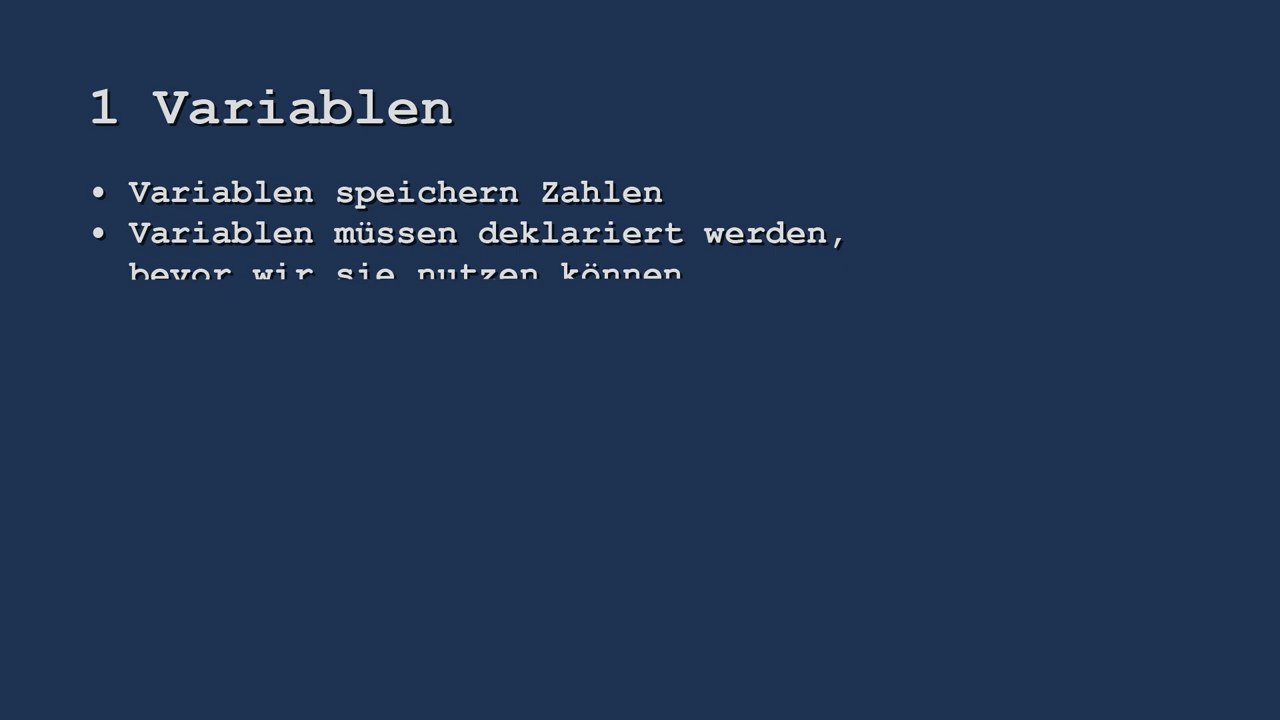 1 Variablen
• Variablen speichern Zahlen
• Variablen müssen deklariert werden,
bevor wir sie nutzen können